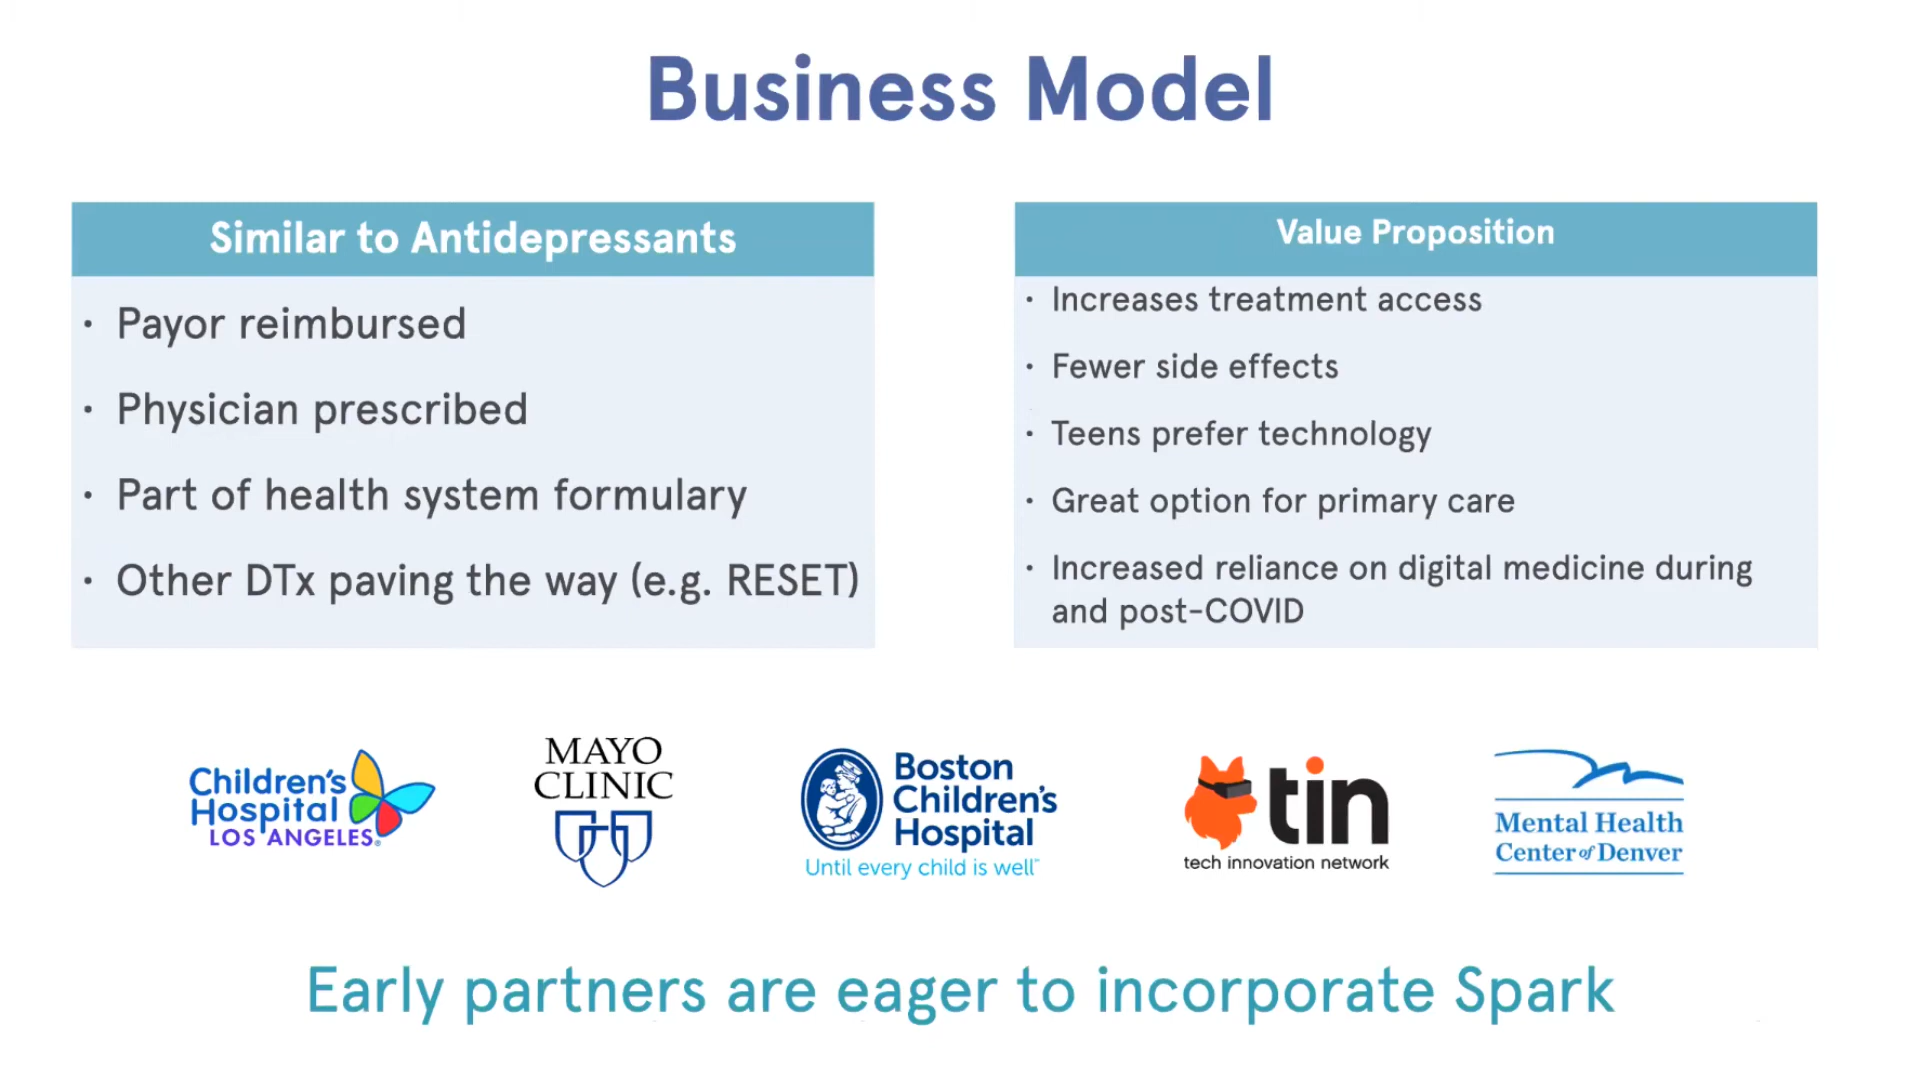 Business Model
Similar to Antidepressants
· Payor reimbursed
· Physician prescribed
· Part of health system formulary
· Other DTx paving the way (e.g. RESET)
Value Proposition
· Increases treatment access
· Fewer side effects
· Teens prefer technology
· Great option for primary care
· Increased reliance on digital medicine during
and post-COVID
Children's
Hospital
LOS ANGELES®
MAYO
CLINIC
Boston
Children's
Hospital
Until every child is well™
tin
tech innovation network
Mental Health
Center of Denver
Early partners are eager to incorporate Spark